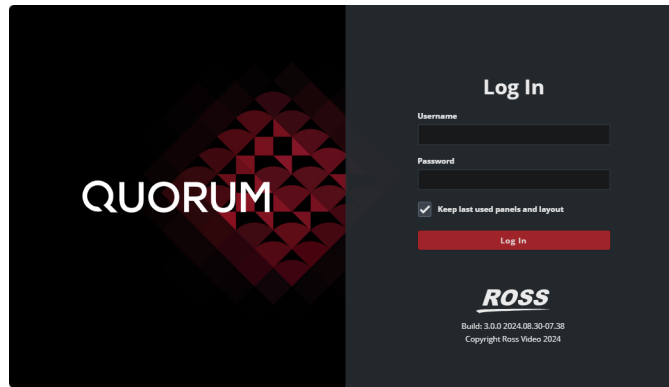 QUORUM
Log In
Username
Password
Keep last used panels and layout
Log In
ROSS
Build: 3.0.0 2024.08.30-07.38
Copyright Ross Video 2024